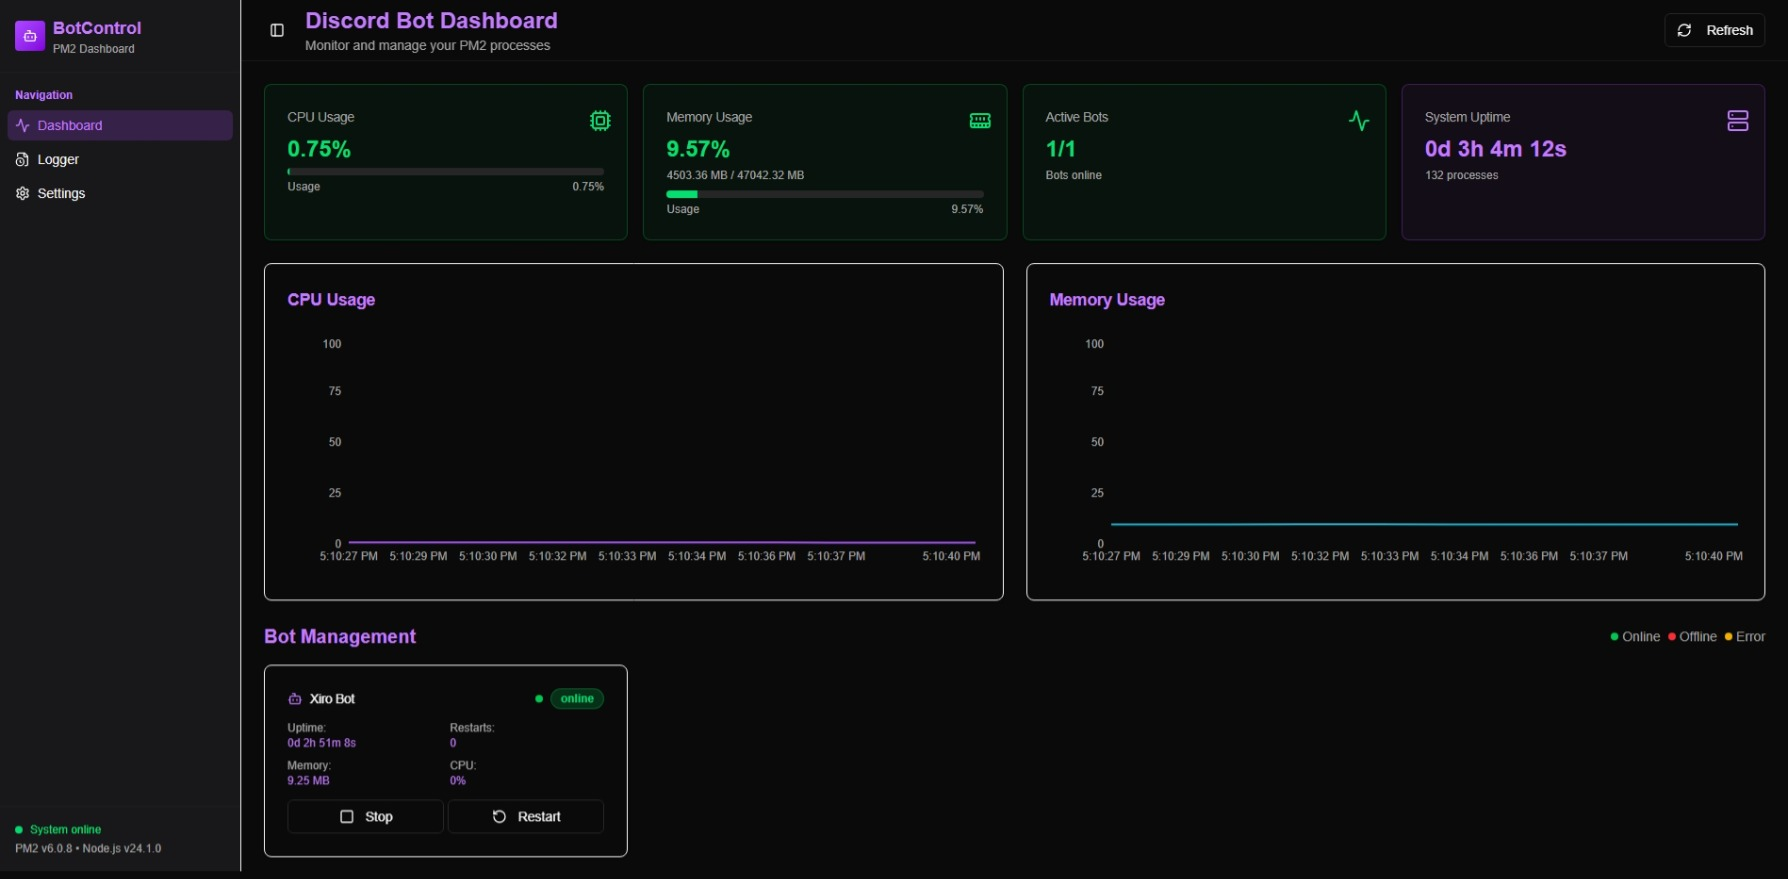 BotControl
PM2 Dashboard
Navigation
Dashboard
Logger
Settings
System online
PM2 v6.0.8 • Node.js v24.1.0
Discord Bot Dashboard
Monitor and manage your PM2 processes
Refresh
CPU Usage
0.75%
Usage 0.75%
Memory Usage
9.57%
4503.36 MB / 47042.32 MB
Usage 9.57%
Active Bots
1/1
Bots online
System Uptime
0d 3h 4m 12s
132 processes
CPU Usage
100
75
50
25
0
5:10:27 PM 5:10:29 PM 5:10:30 PM 5:10:32 PM 5:10:33 PM 5:10:34 PM 5:10:36 PM 5:10:37 PM 5:10:40 PM
Memory Usage
100
75
50
25
0
5:10:27 PM 5:10:29 PM 5:10:30 PM 5:10:32 PM 5:10:33 PM 5:10:34 PM 5:10:36 PM 5:10:37 PM 5:10:40 PM
Bot Management
Online Offline Error
Xiro Bot online
Uptime: Restarts:
0d 2h 51m 8s 0
Memory: CPU:
9.25 MB 0%
Stop Restart